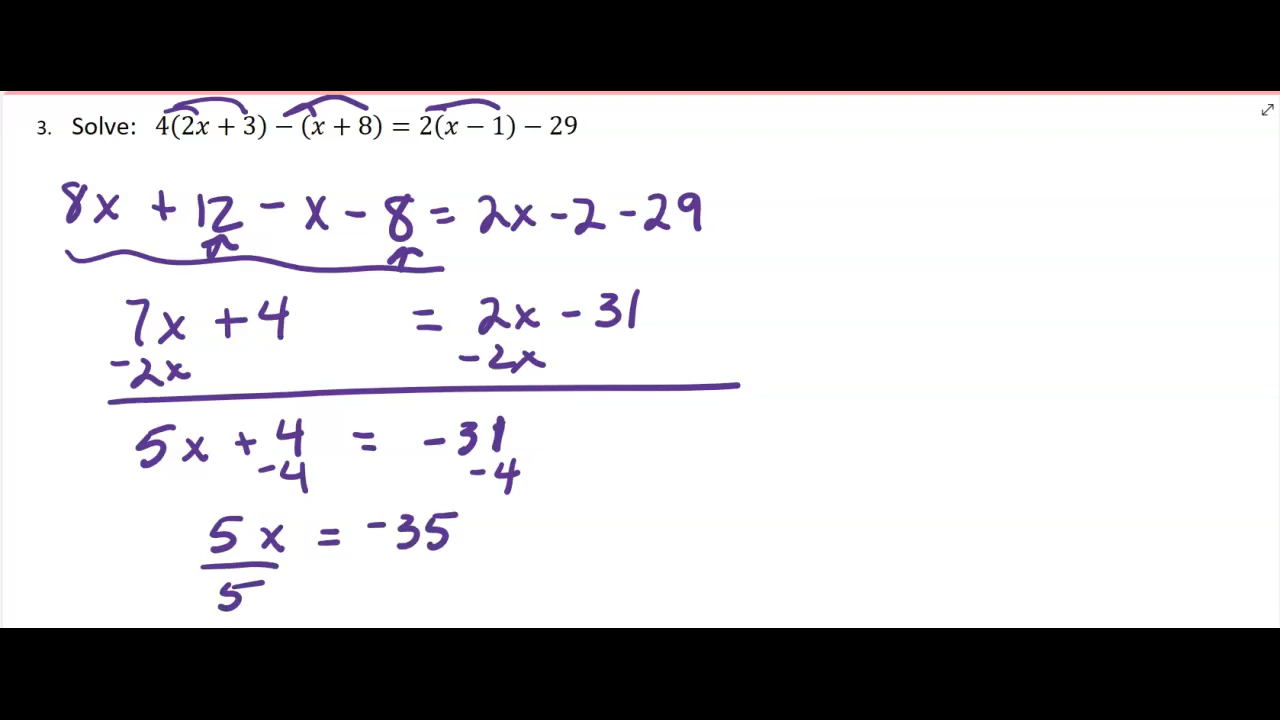 3. Solve: 4(2x + 3) − (x + 8) = 2(x − 1) − 29
8x + 12 - x - 8 = 2x - 2 - 29
7x + 4 = 2x - 31
-2x -2x
5x + 4 = -31
-4 -4
5x = -35
5